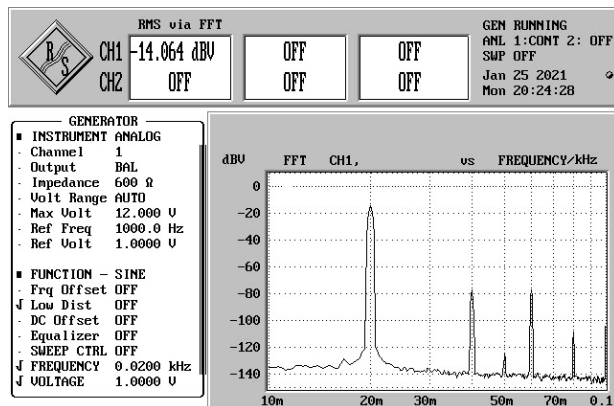 R S
RMS via FFT
CH1 -14.064 dBV OFF OFF
CH2 OFF OFF OFF
GEN RUNNING
ANL 1:CONT 2: OFF
SWP OFF
Jan 25 2021
Mon 20:24:28
GENERATOR
INSTRUMENT ANALOG
Channel 1
Output BAL
Impedance 600 Ω
Volt Range AUTO
Max Volt 12.000 V
Ref Freq 1000.0 Hz
Ref Volt 1.0000 V
FUNCTION – SINE
Frq Offset OFF
Low Dist OFF
DC Offset OFF
Equalizer OFF
SWEEP CTRL OFF
FREQUENCY 0.0200 kHz
VOLTAGE 1.0000 V
dBV FFT CH1, vs FREQUENCY/kHz
0
-20
-40
-60
-80
-100
-120
-140
10m 20m 30m 50m 70m 0.1